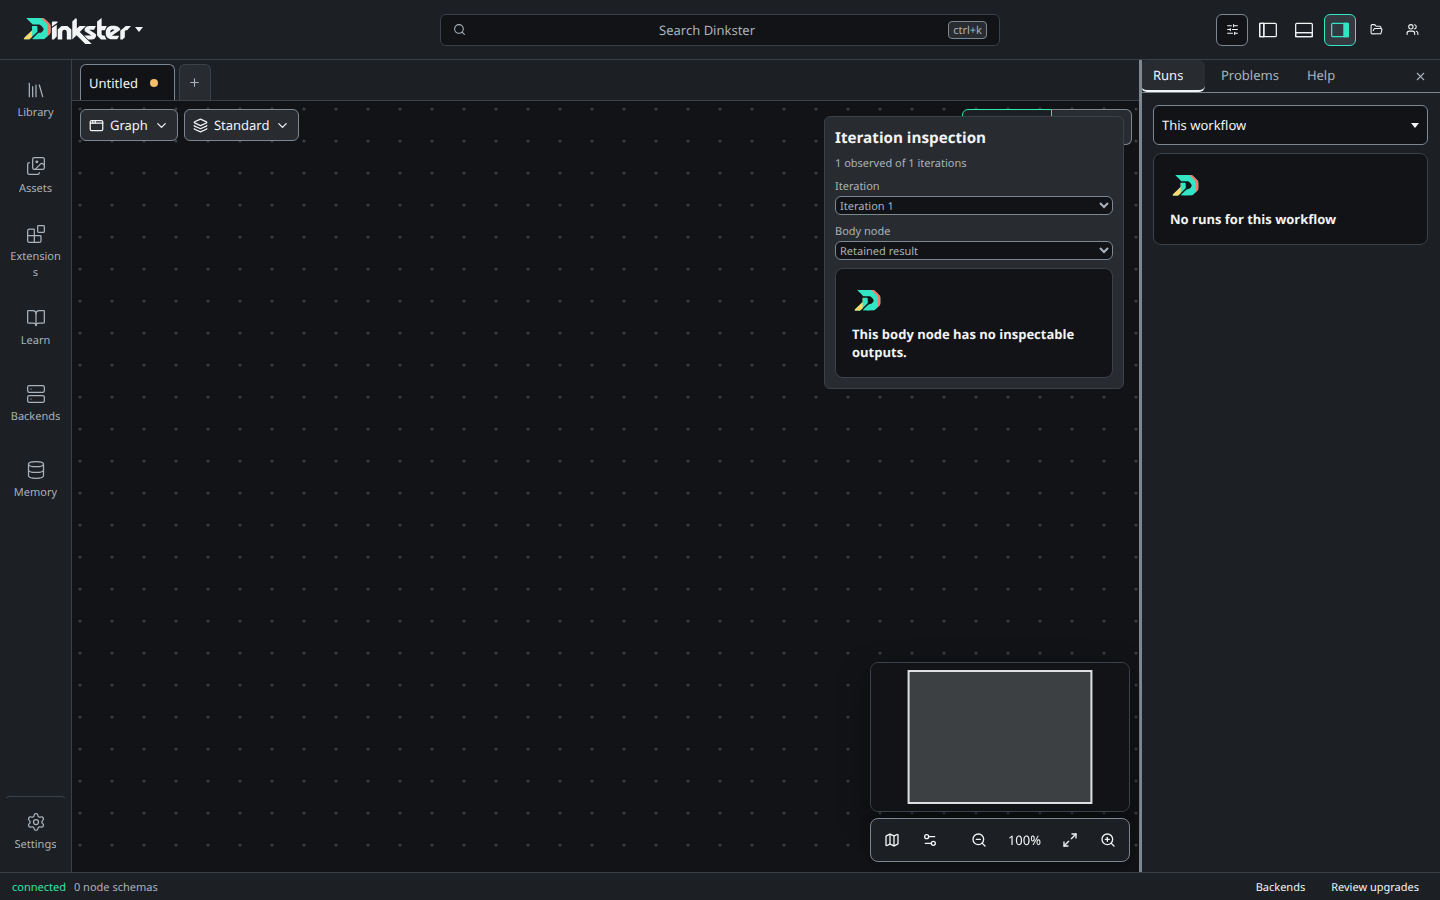 Dinkster
Search Dinkster
ctrl+k
Library
Assets
Extension
s
Learn
Backends
Memory
Settings
Untitled
Graph
Standard
Iteration inspection
1 observed of 1 iterations
Iteration
Iteration 1
Body node
Retained result
This body node has no inspectable
outputs.
100%
Runs
Problems
Help
This workflow
No runs for this workflow
connected
0 node schemas
Backends
Review upgrades